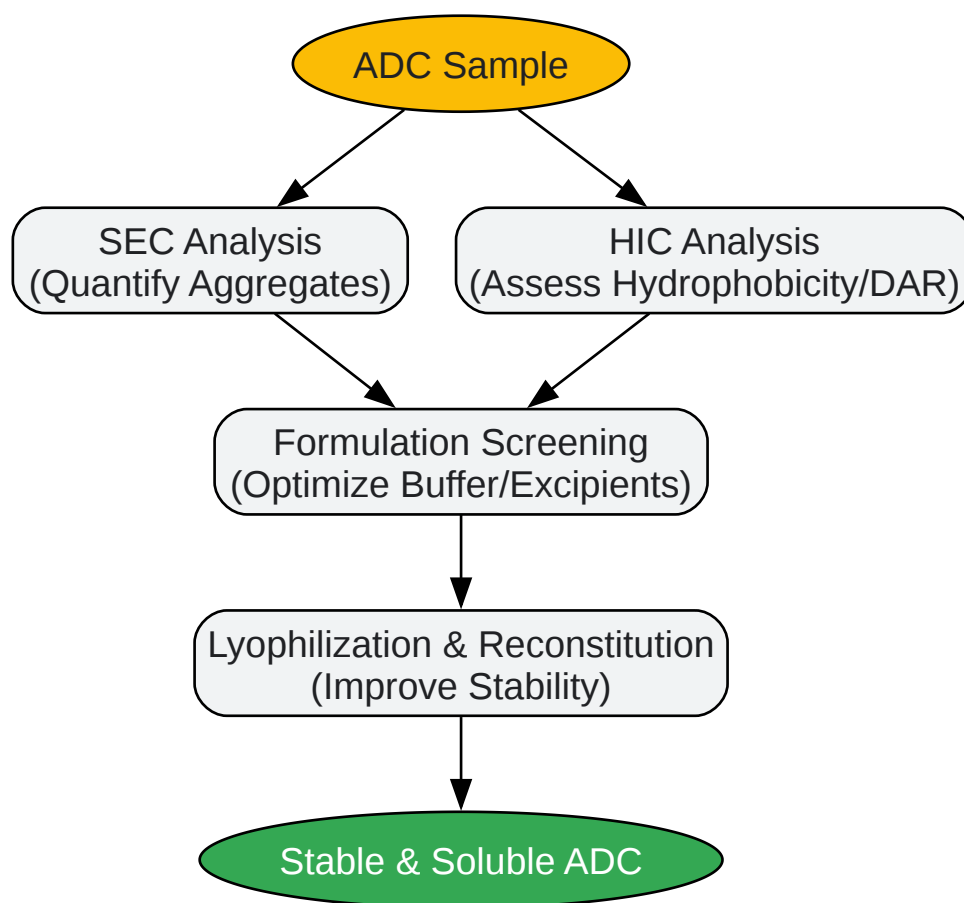 ADC Sample
SEC Analysis
(Quantify Aggregates)
HIC Analysis
(Assess Hydrophobicity/DAR)
Formulation Screening
(Optimize Buffer/Excipients)
Lyophilization & Reconstitution
(Improve Stability)
Stable & Soluble ADC